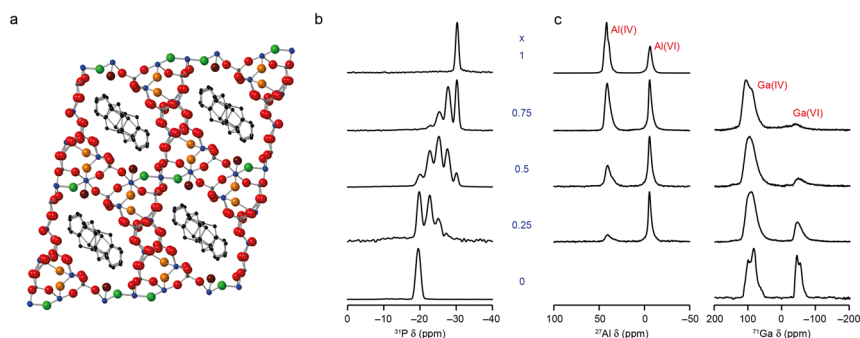 a
b
c
x
1
0.75
0.5
0.25
0
Al(IV)
Al(VI)
Ga(IV)
Ga(VI)
0 −10 −20 −30 −40
³¹P δ (ppm)
100 50 0 −50
²⁷Al δ (ppm)
200 100 0 −100 −200
⁷¹Ga δ (ppm)